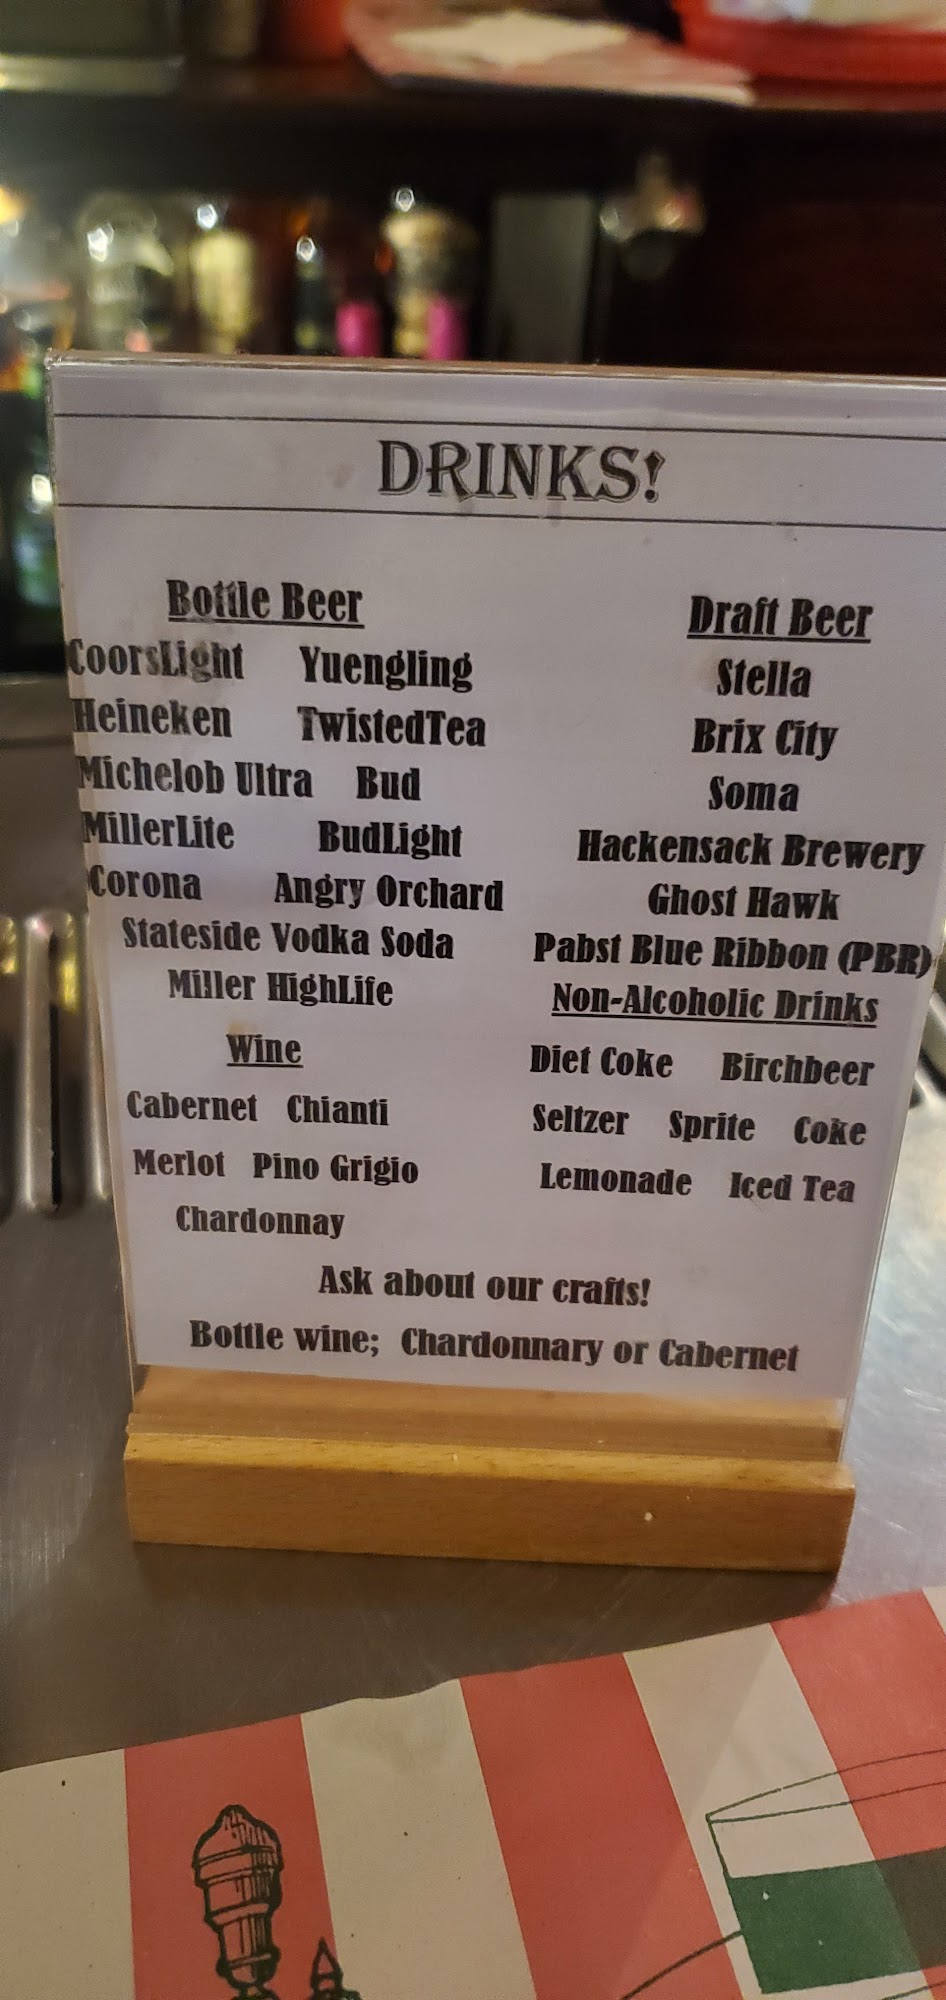 DRINKS!
Bottle Beer
CoorsLight Yuengling
Heineken TwistedTea
Michelob Ultra Bud
MillerLite BudLight
Corona Angry Orchard
Stateside Vodka Soda
Miller HighLife
Wine
Cabernet Chianti
Merlot Pino Grigio
Chardonnay
Draft Beer
Stella
Brix City
Soma
Hackensack Brewery
Ghost Hawk
Pabst Blue Ribbon (PBR)
Non-Alcoholic Drinks
Diet Coke Birchbeer
Seltzer Sprite Coke
Lemonade Iced Tea
Ask about our crafts!
Bottle wine; Chardonnary or Cabernet